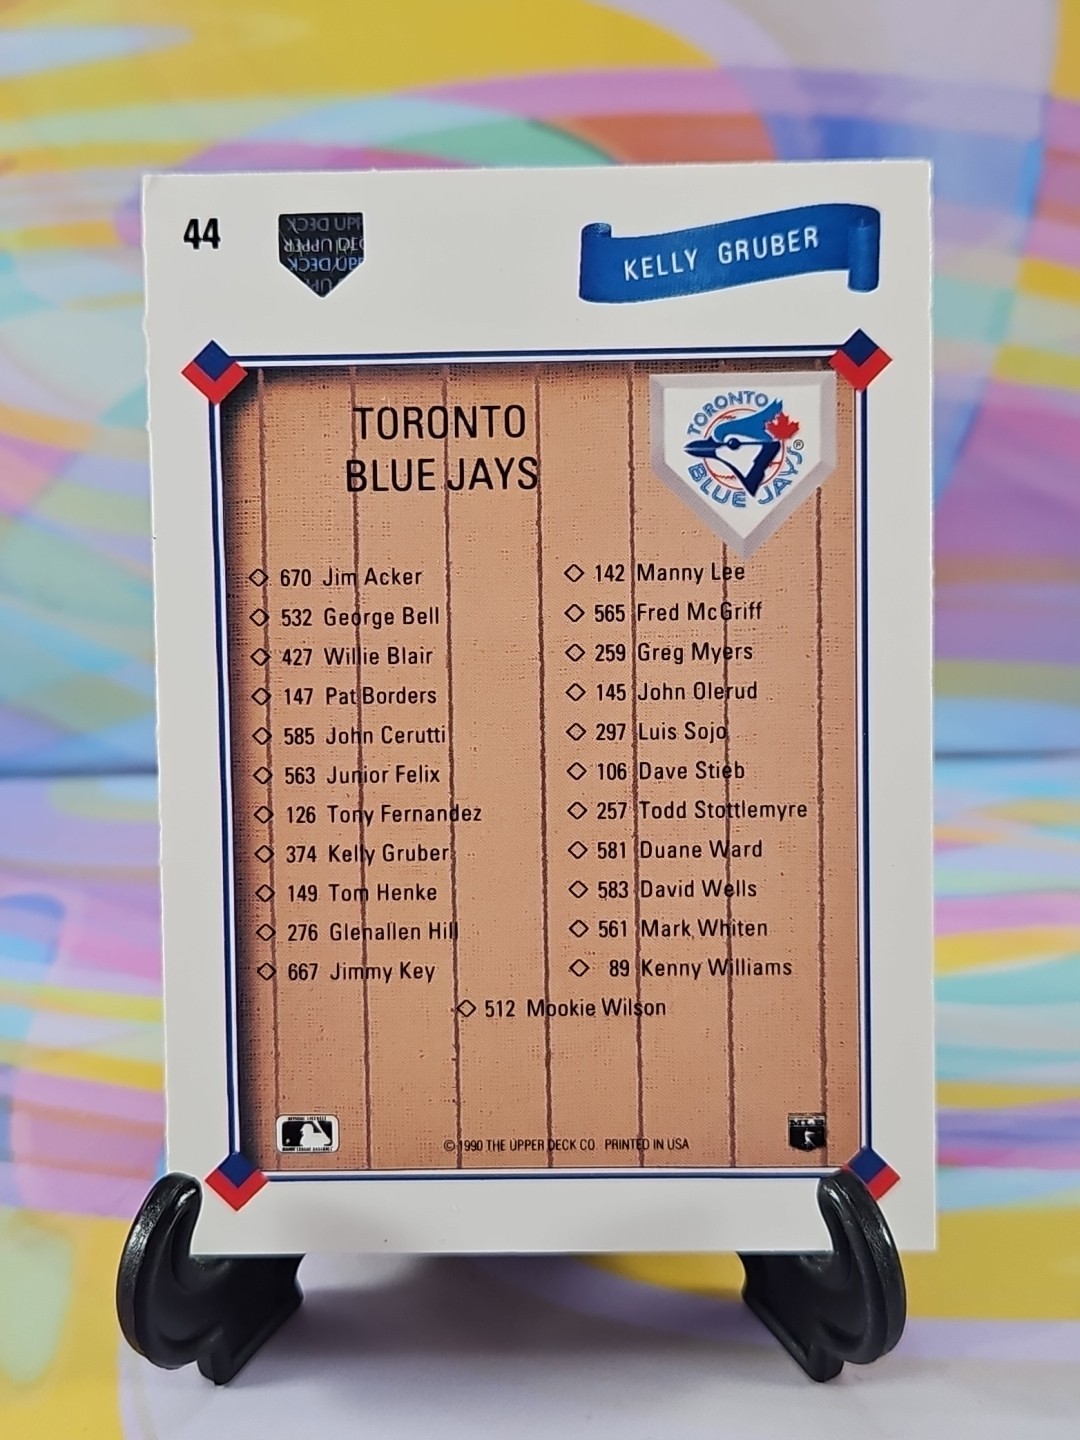 44
KELLY GRUBER
TORONTO
BLUE JAYS
TORONTO
BLUE JAYS
®
670 Jim Acker
532 George Bell
427 Willie Blair
147 Pat Borders
585 John Cerutti
563 Junior Felix
126 Tony Fernandez
374 Kelly Gruber
149 Tom Henke
276 Glenallen Hill
667 Jimmy Key
142 Manny Lee
565 Fred McGriff
259 Greg Myers
145 John Olerud
297 Luis Sojo
106 Dave Stieb
257 Todd Stottlemyre
581 Duane Ward
583 David Wells
561 Mark Whiten
89 Kenny Williams
512 Mookie Wilson
© 1990 THE UPPER DECK CO. PRINTED IN USA